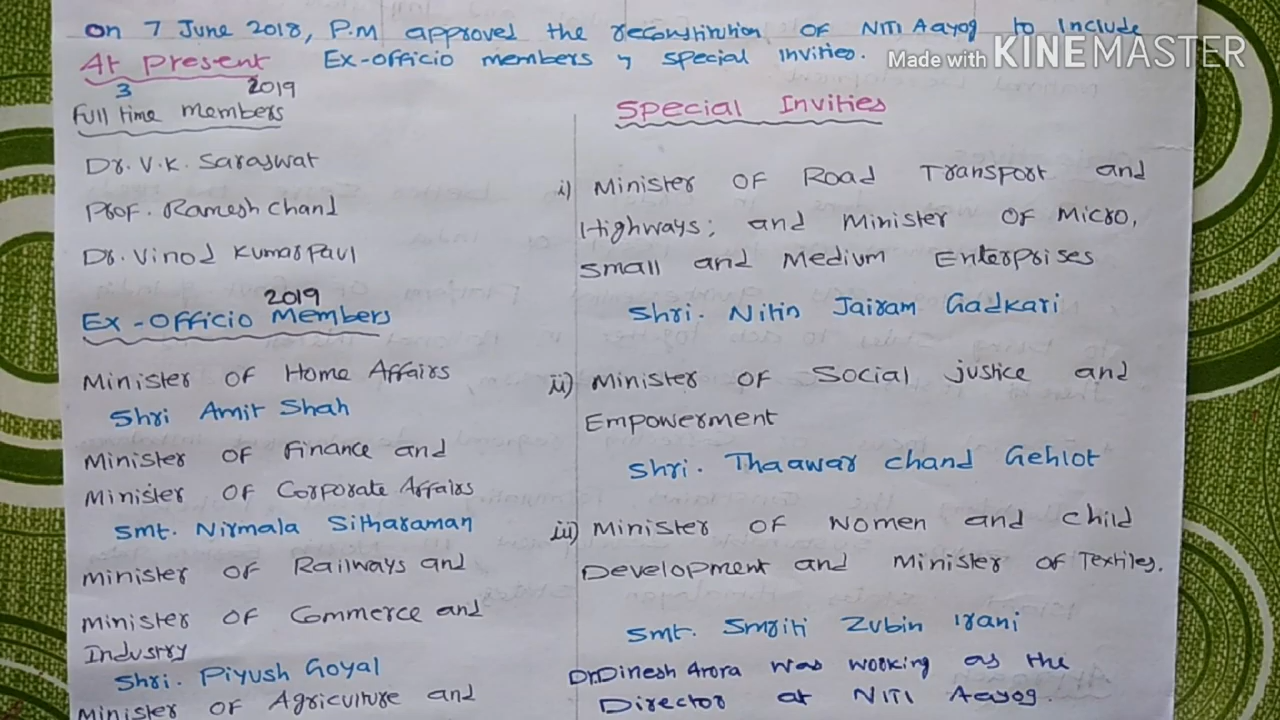 On 7 June 2018, P.M approved the reconstitution OF NITI Aayog to Include
Ex-officio members & special Invities.
Made with KINEMASTER
At present
3 2019
Full time members
Dr. V.K. Saraswat
Prof. Ramesh Chand
Dr. Vinod Kumar Paul
2019
Ex-Officio Members
Minister OF Home Affairs
Shri Amit Shah
Minister OF Finance and
Minister OF Corporate Affairs
Smt. Nirmala Sitharaman
Minister OF Railways and
Minister OF Commerce and
Industry
Shri. Piyush Goyal
Minister OF Agriculture and
Special Invities
i) Minister OF Road Transport and
Highways; and Minister OF Micro,
Small and Medium Enterprises
Shri. Nitin Jairam Gadkari
ii) Minister OF Social justice and
Empowerment
Shri. Thaawar Chand Gehlot
iii) Minister OF Women and Child
Development and Minister OF Textiles.
Smt. Smriti Zubin Irani
Dr.Dinesh Arora was working as the
Director at NITI Aayog.